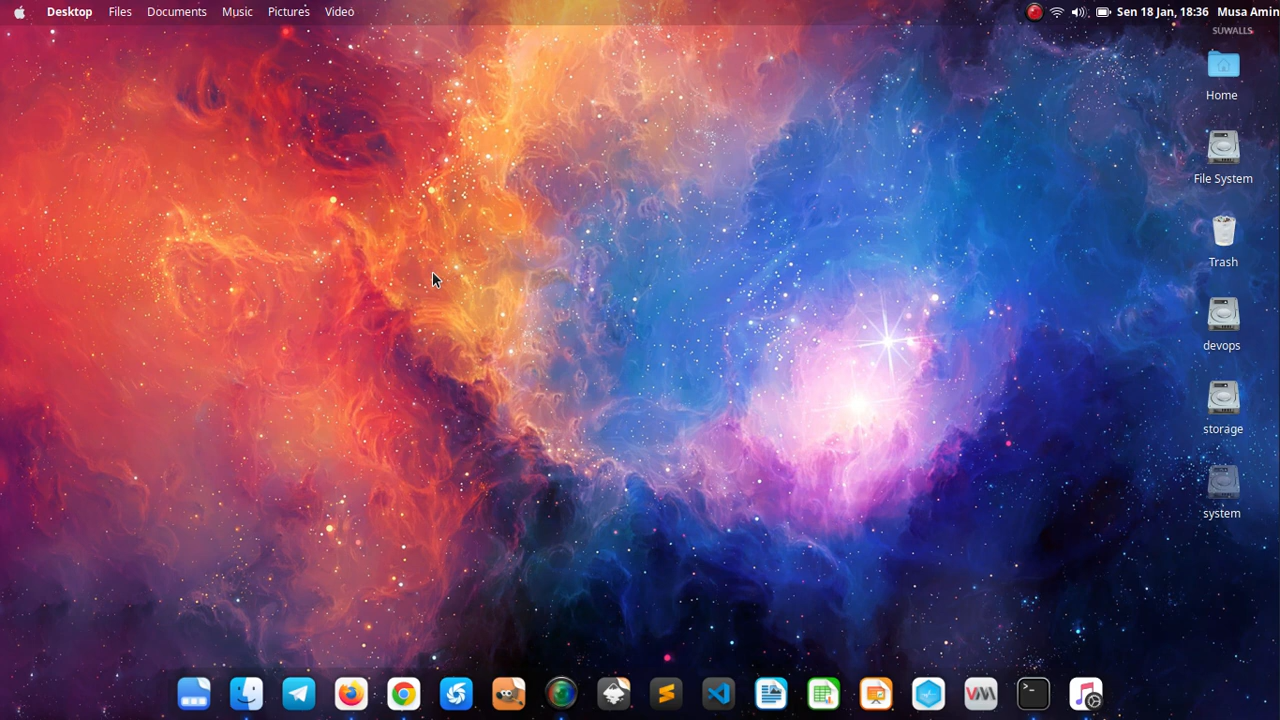 Desktop Files Documents Music Pictures Video Sen 18 Jan, 18:36 Musa Amin
SUWALLS
Home
File System
Trash
devops
storage
system
>_